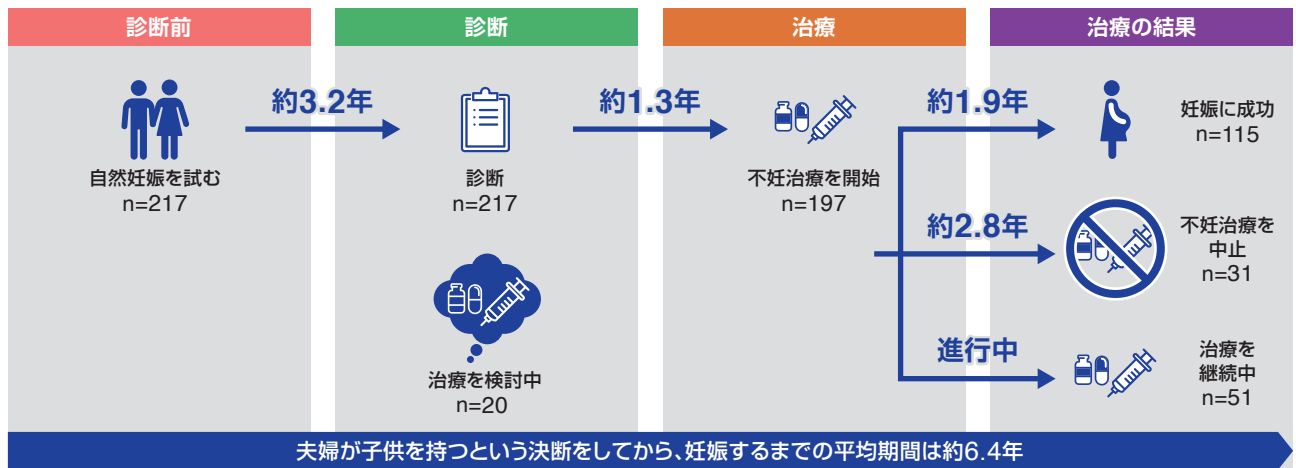 診断前
診断
治療
治療の結果
約3.2年
約1.3年
約1.9年
自然妊娠を試む
n=217
診断
n=217
不妊治療を開始
n=197
妊娠に成功
n=115
約2.8年
不妊治療を
中止
n=31
治療を検討中
n=20
進行中
治療を
継続中
n=51
夫婦が子供を持つという決断をしてから、妊娠するまでの平均期間は約6.4年